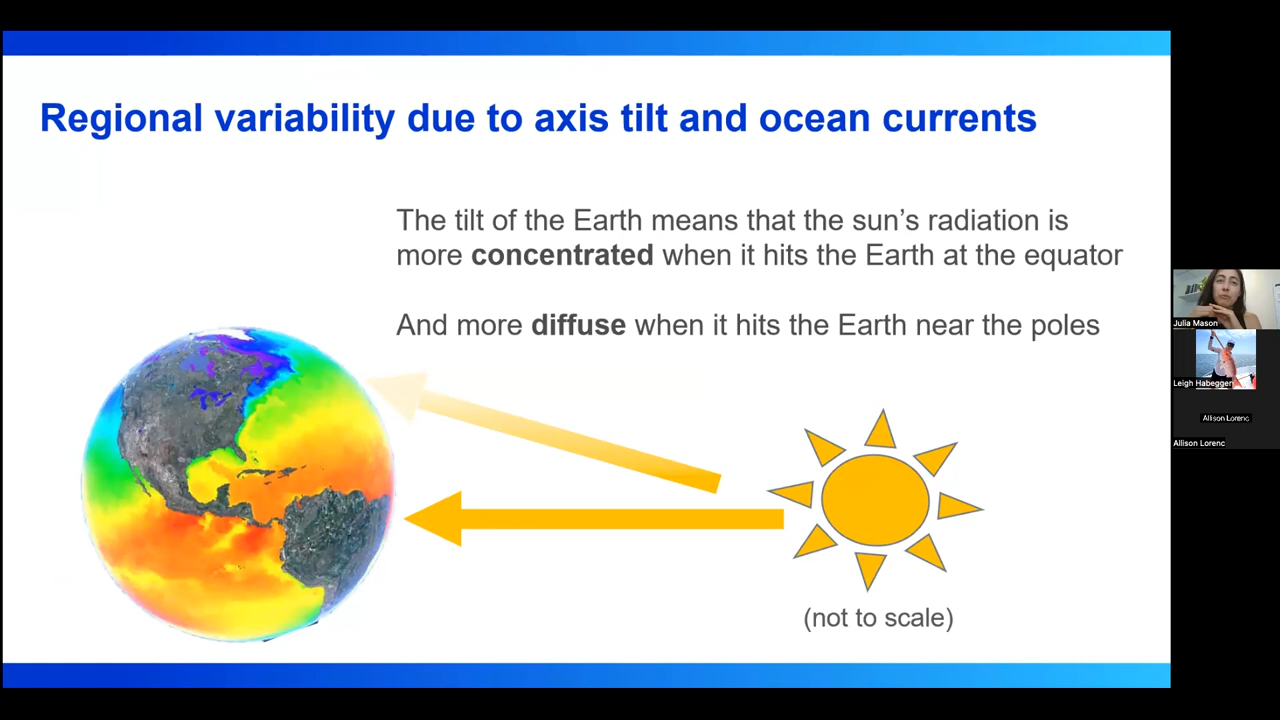 Regional variability due to axis tilt and ocean currents
The tilt of the Earth means that the sun’s radiation is
more concentrated when it hits the Earth at the equator
And more diffuse when it hits the Earth near the poles
(not to scale)
Julia Mason
Leigh Habegger
Allison Lorenc
Allison Lorenc